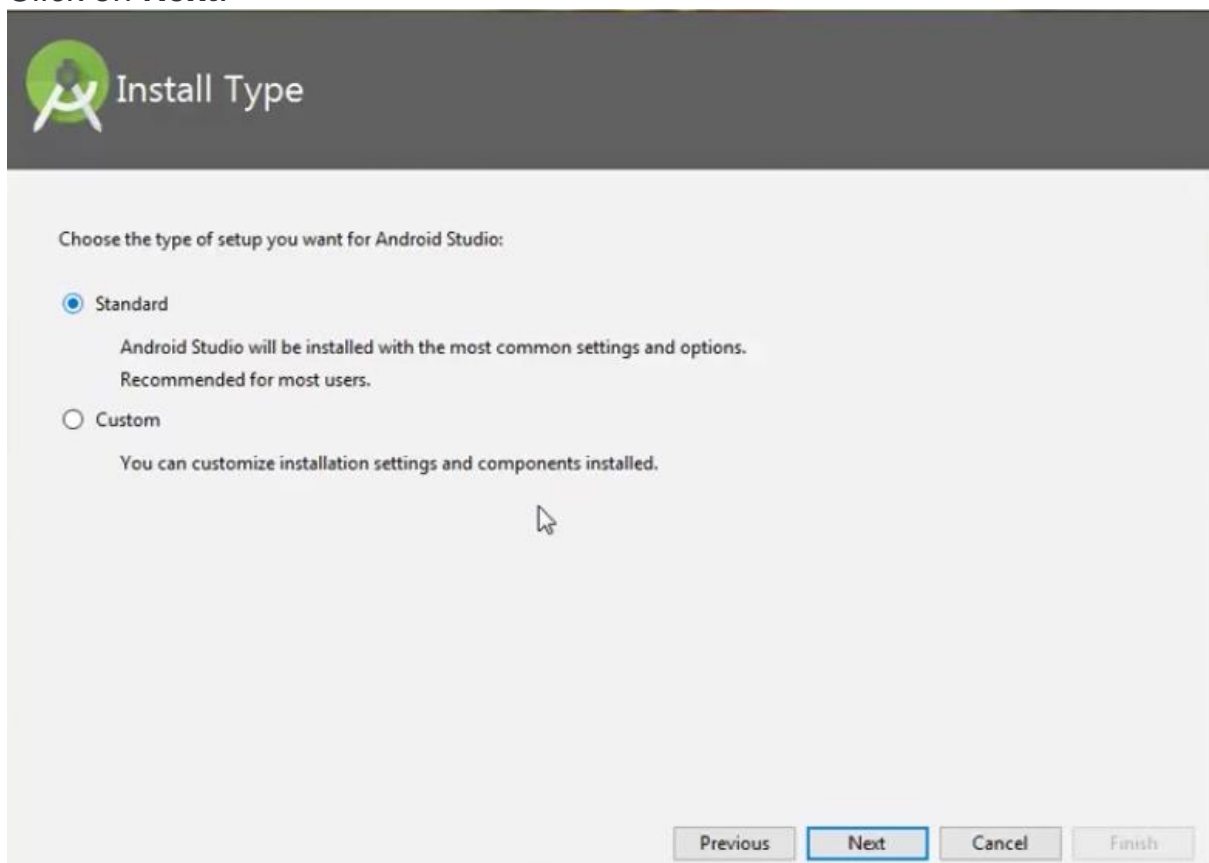 Install Type
Choose the type of setup you want for Android Studio:
Standard
Android Studio will be installed with the most common settings and options.
Recommended for most users.
Custom
You can customize installation settings and components installed.
Previous Next Cancel Finish